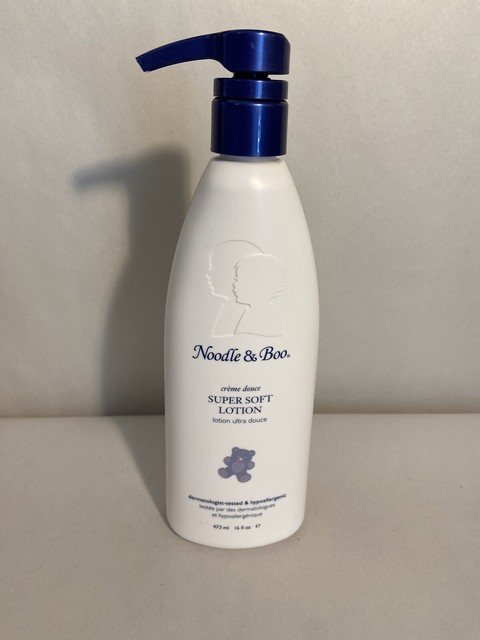 Noodle & Boo®
crème douce
SUPER SOFT
LOTION
lotion ultra douce
dermatologist-tested & hypoallergenic
testée par des dermatologues
et hypoallergénique
473 ml 16 fl oz e